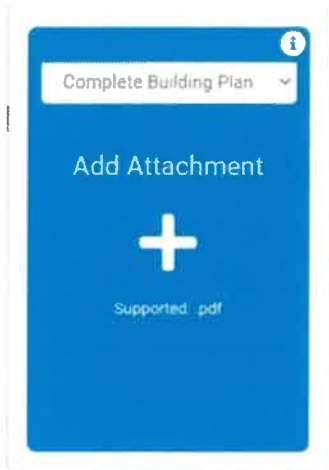 i
Complete Building Plan
Add Attachment
Supported: .pdf